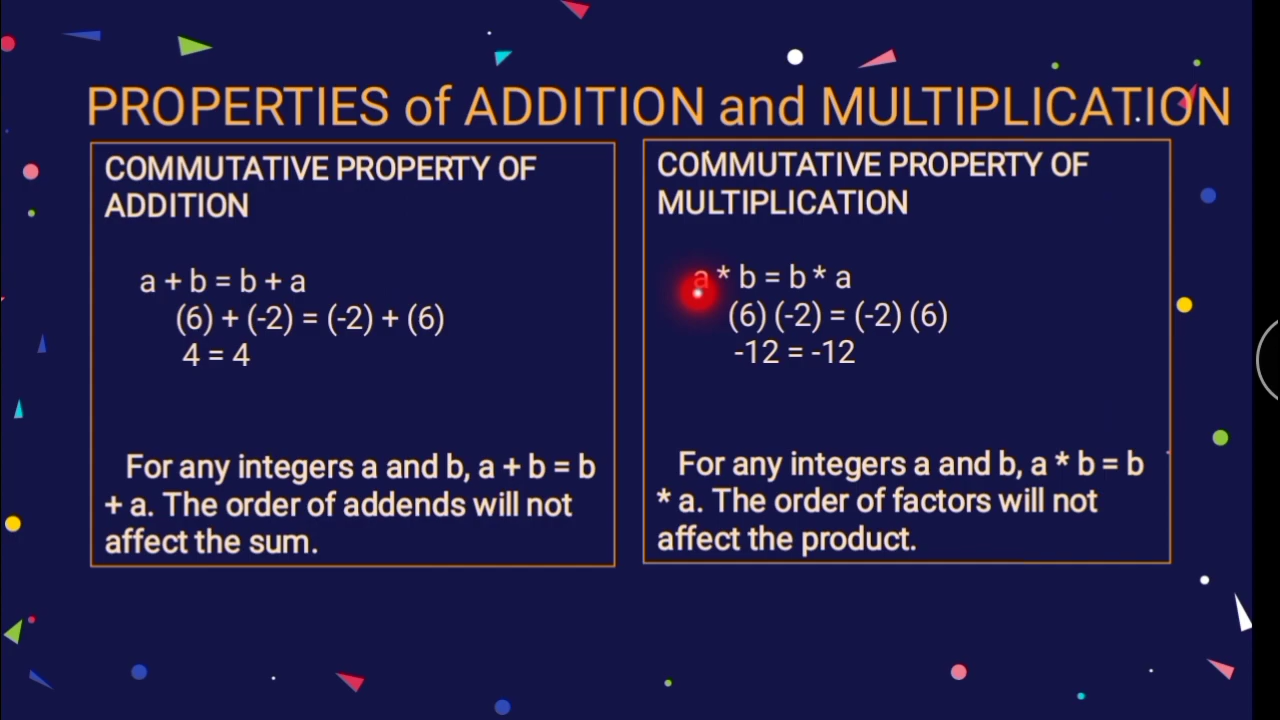 PROPERTIES of ADDITION and MULTIPLICATION
COMMUTATIVE PROPERTY OF
ADDITION
a + b = b + a
(6) + (-2) = (-2) + (6)
4 = 4
For any integers a and b, a + b = b
+ a. The order of addends will not
affect the sum.
COMMUTATIVE PROPERTY OF
MULTIPLICATION
a * b = b * a
(6) (-2) = (-2) (6)
-12 = -12
For any integers a and b, a * b = b
* a. The order of factors will not
affect the product.